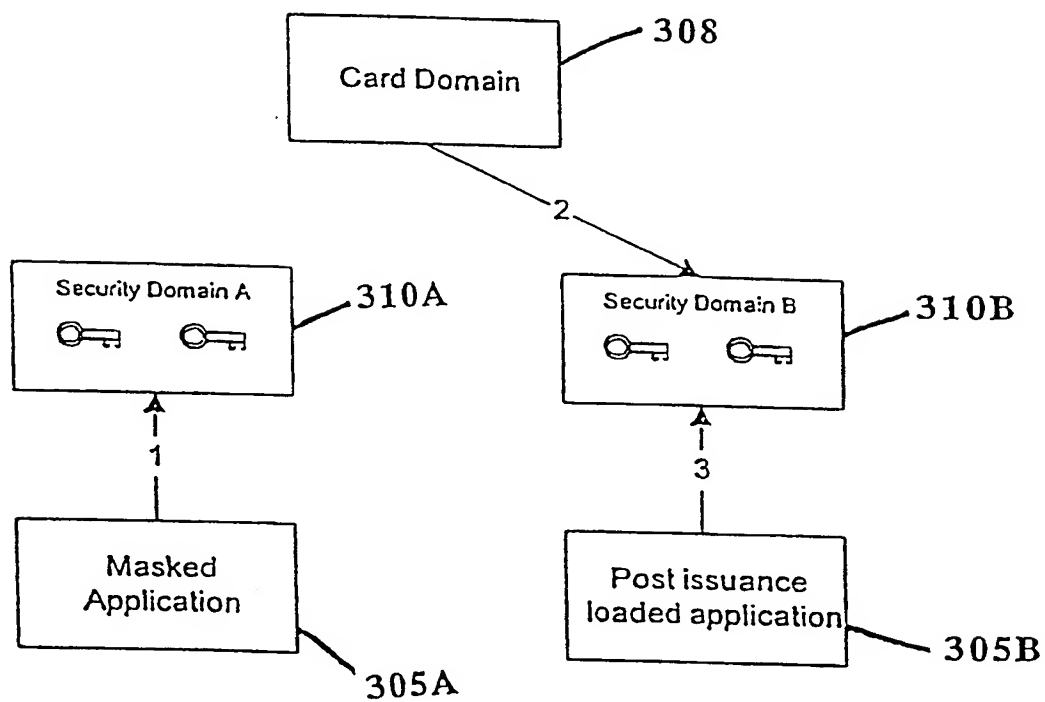 308
Card Domain
2
Security Domain A
310A
Security Domain B
310B
1
3
Masked
Application
305A
Post issuance
loaded application
305B